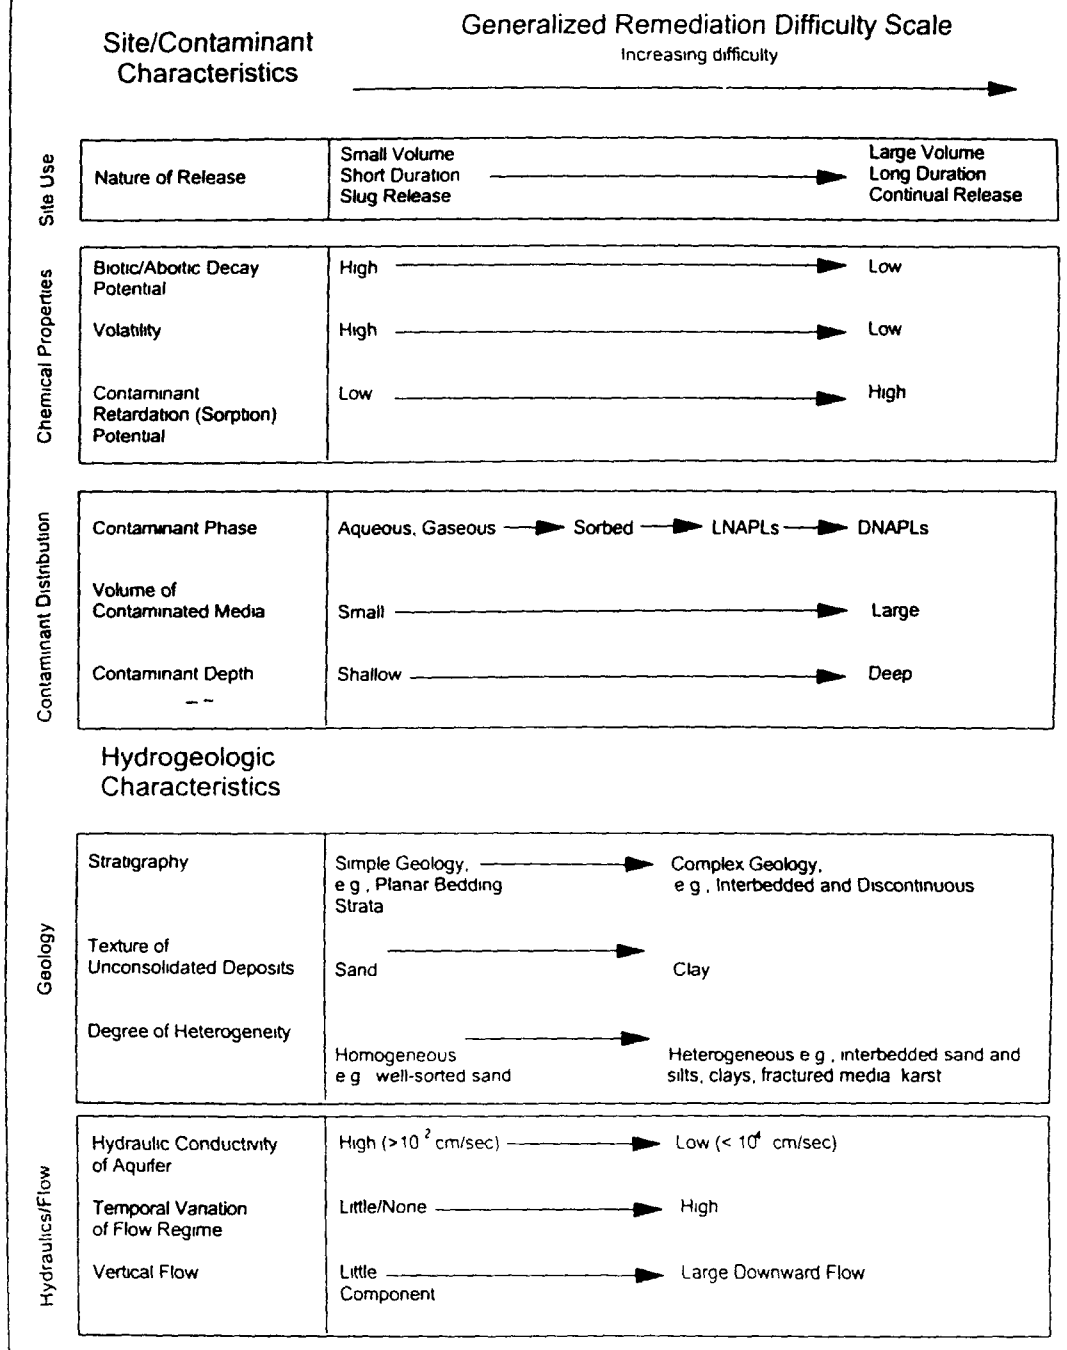 Generalized Remediation Difficulty Scale
Increasing difficulty
Site/Contaminant
Characteristics
Site Use
Nature of Release
Small Volume
Short Duration
Slug Release
Large Volume
Long Duration
Continual Release
Chemical Properties
Biotic/Aboitic Decay
Potential
High
Low
Volatility
High
Low
Contaminant
Retardation (Sorption)
Potential
Low
High
Contaminant Distribution
Contaminant Phase
Aqueous, Gaseous
Sorbed
LNAPLs
DNAPLs
Volume of
Contaminated Media
Small
Large
Contaminant Depth
Shallow
Deep
Hydrogeologic
Characteristics
Geology
Stratigraphy
Simple Geology,
e g , Planar Bedding
Strata
Complex Geology,
e g , Interbedded and Discontinuous
Texture of
Unconsolidated Deposits
Sand
Clay
Degree of Heterogeneity
Homogeneous
e g well-sorted sand
Heterogeneous e g , interbedded sand and
silts, clays, fractured media karst
Hydraulics/Flow
Hydraulic Conductivity
of Aquifer
High (>10 2 cm/sec)
Low (< 10 4 cm/sec)
Temporal Variation
of Flow Regime
Little/None
High
Vertical Flow
Little
Component
Large Downward Flow